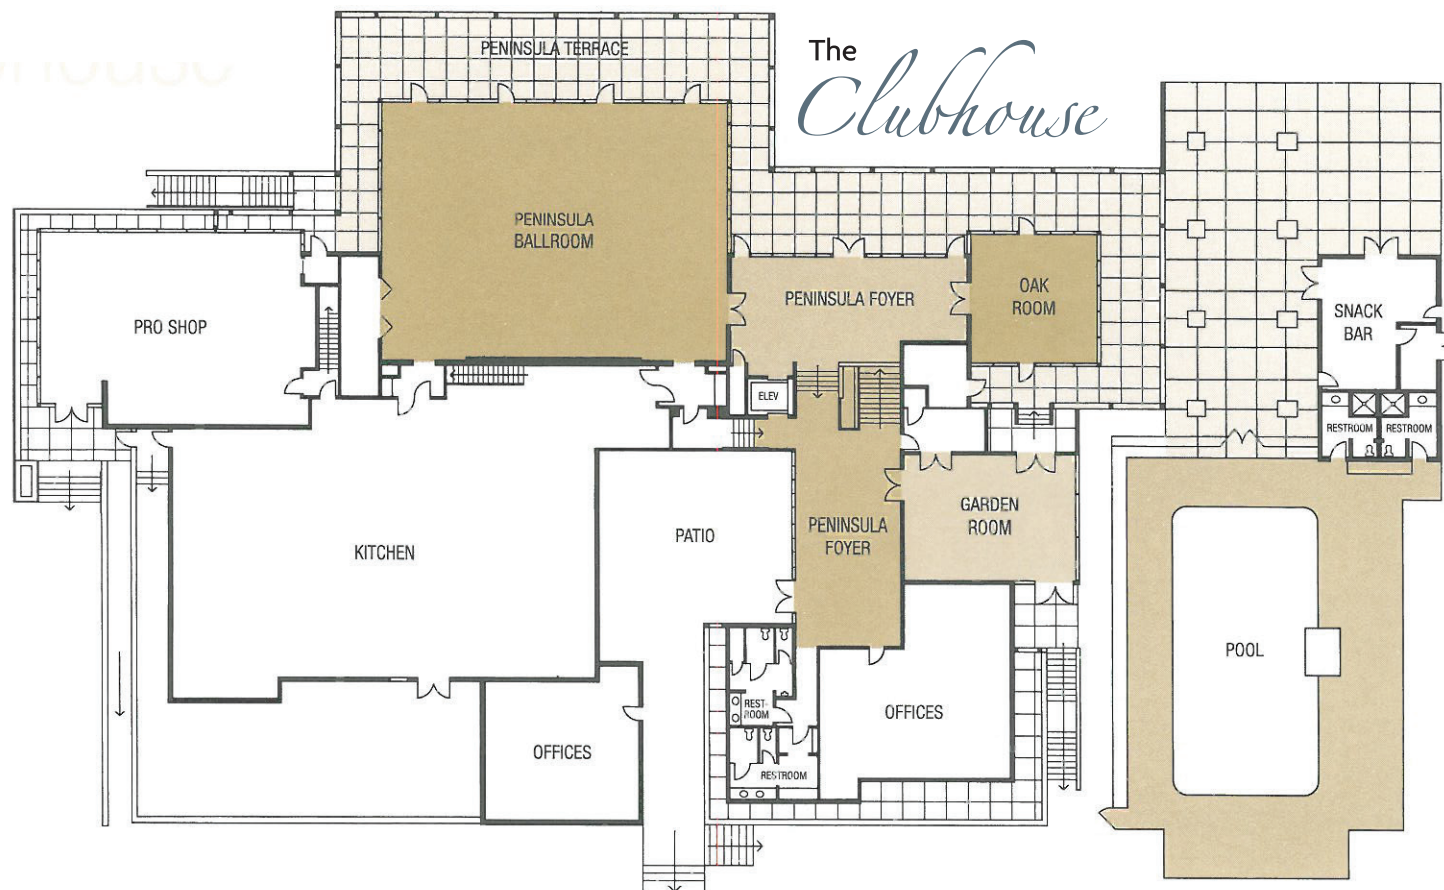 The
Clubhouse
PENINSULA TERRACE
PENINSULA
BALLROOM
PENINSULA FOYER
OAK
ROOM
SNACK
BAR
PRO SHOP
ELEV
RESTROOM
RESTROOM
GARDEN
ROOM
PENINSULA
FOYER
PATIO
KITCHEN
POOL
REST-
ROOM
OFFICES
OFFICES
RESTROOM